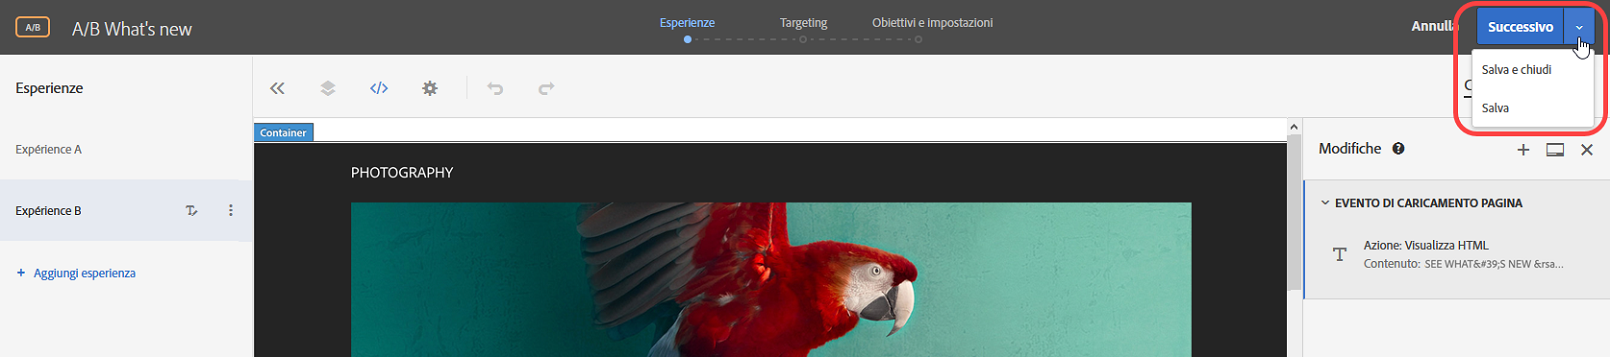 A/B
A/B What's new
Esperienze
Targeting
Obiettivi e impostazioni
Annulla
Successivo
Salva e chiudi
Salva
Esperienze
Expérience A
Expérience B
+ Aggiungi esperienza
Container
PHOTOGRAPHY
Modifiche
EVENTO DI CARICAMENTO PAGINA
Azione: Visualizza HTML
Contenuto: SEE WHAT&#39;S NEW &rsa...